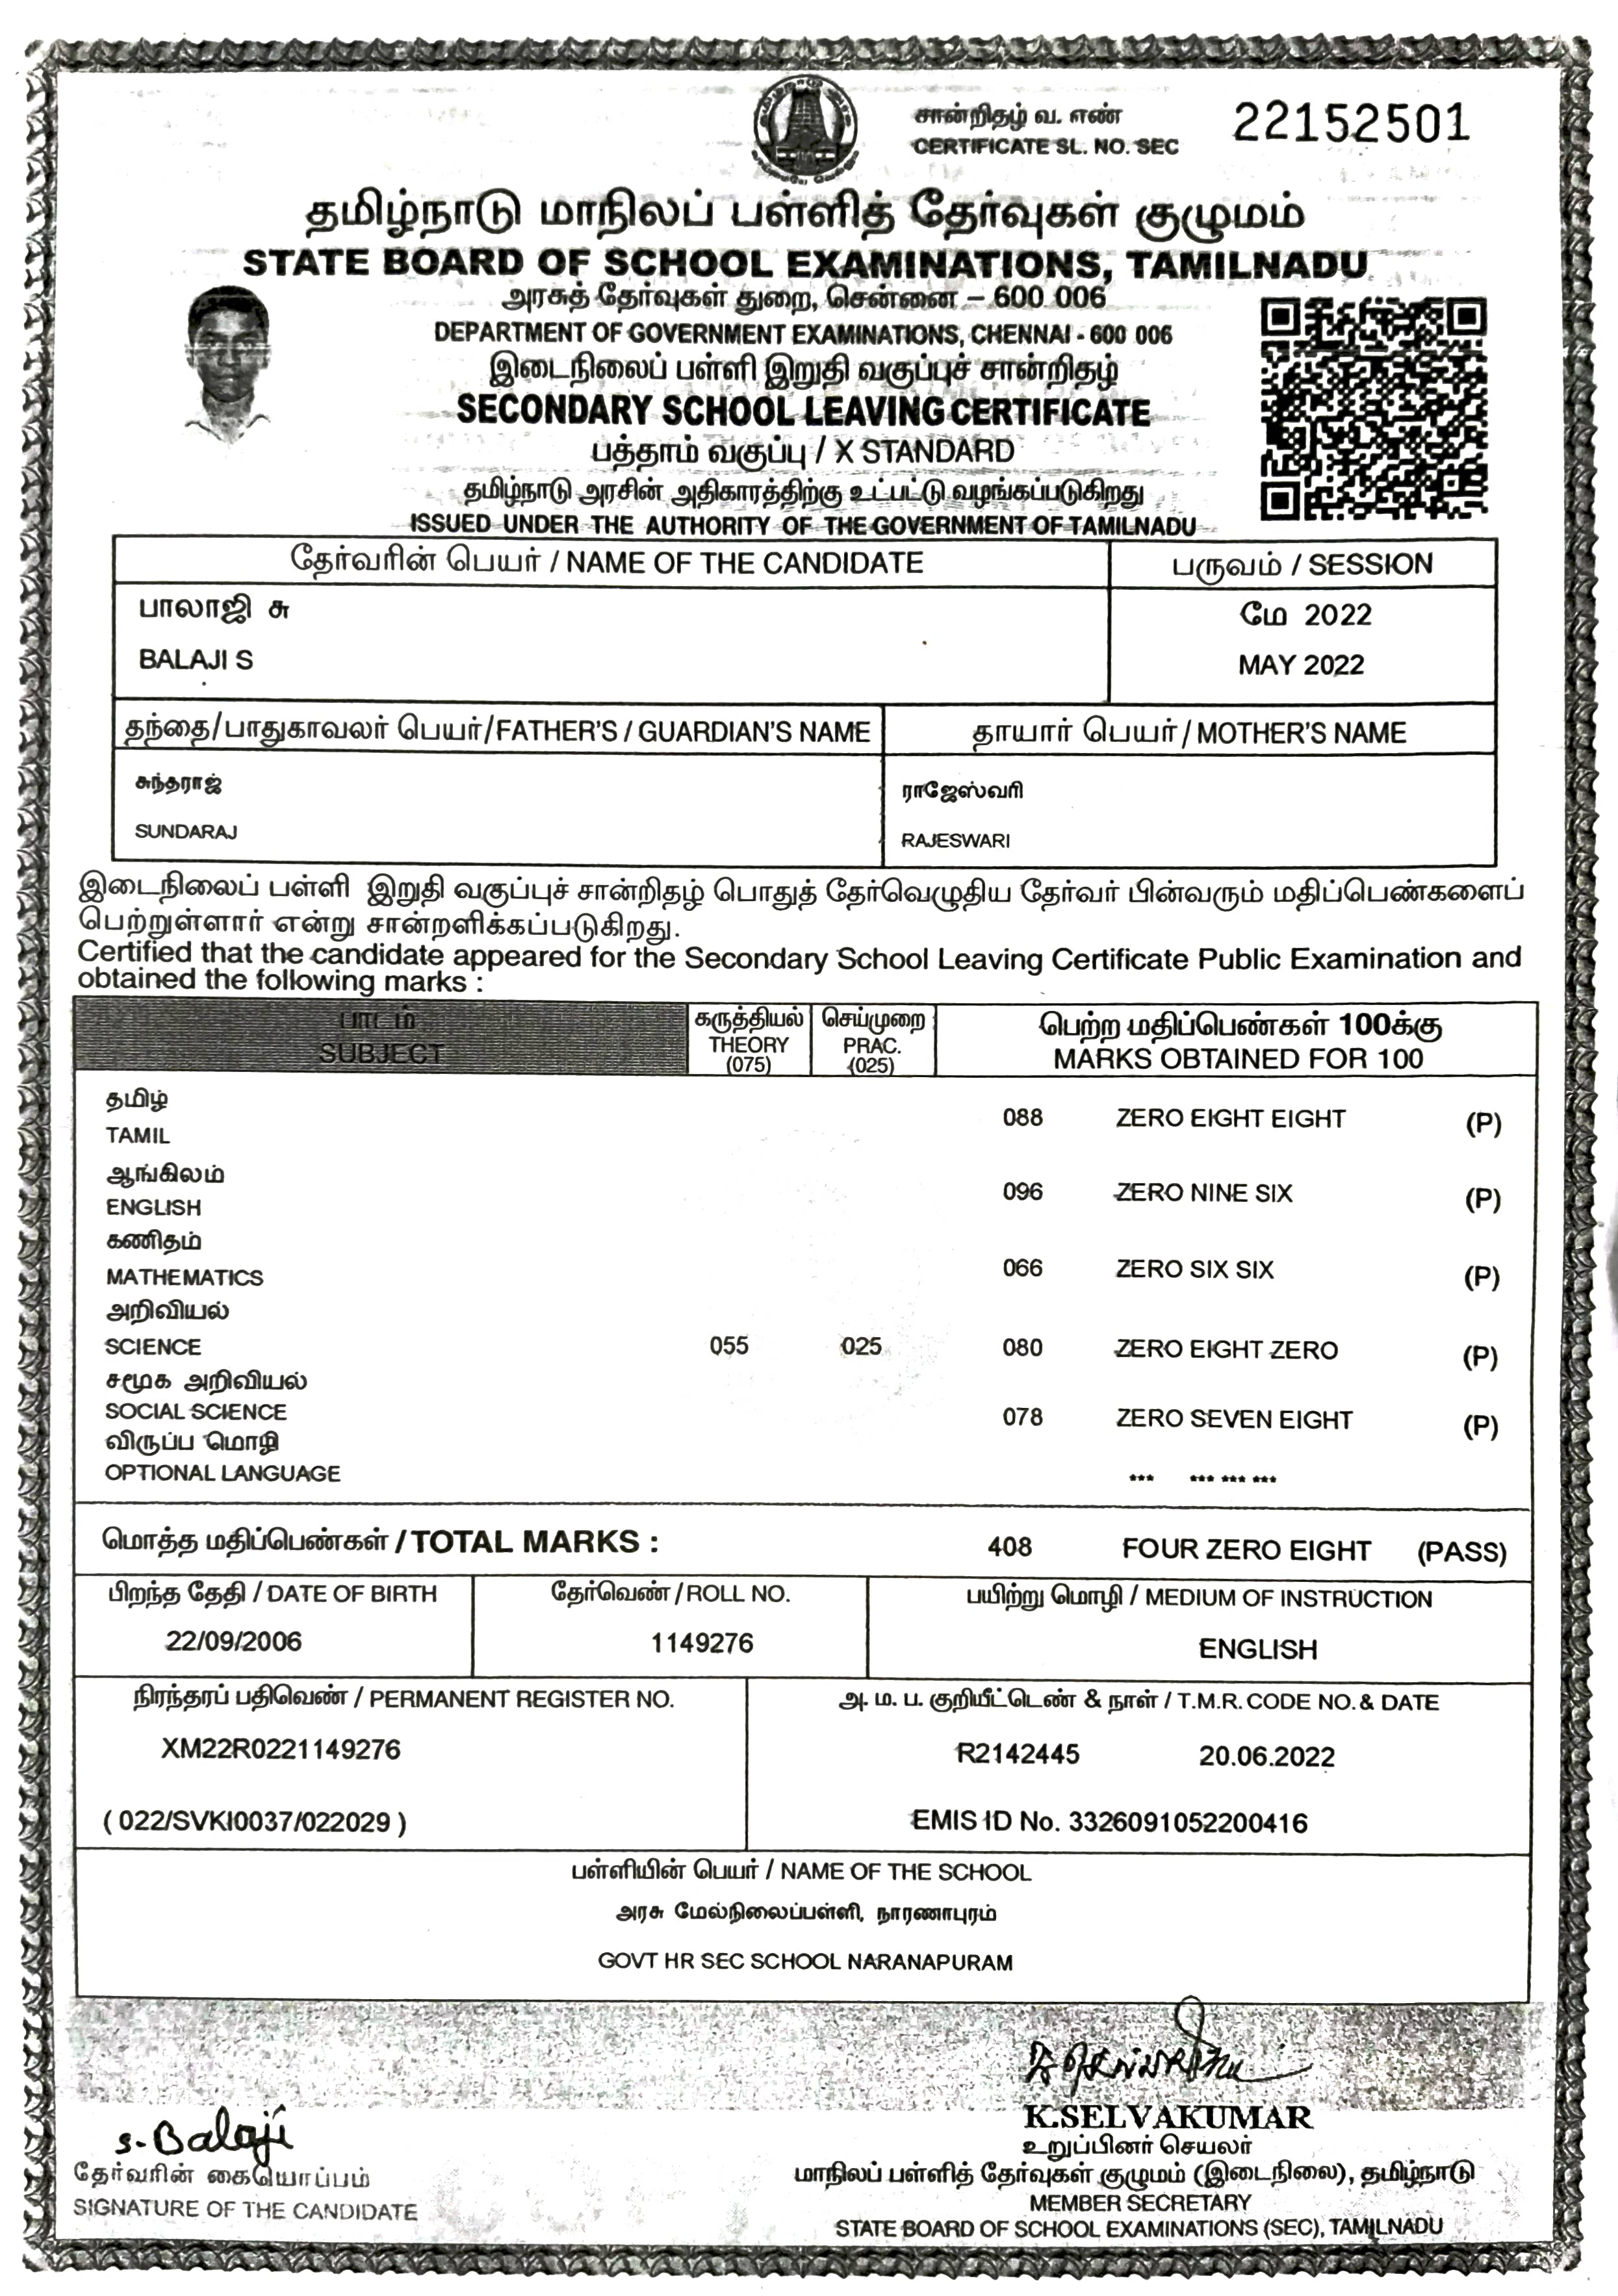 சான்றிதழ் வ. எண்
CERTIFICATE SL. NO. SEC 22152501
தமிழ்நாடு மாநிலப் பள்ளித் தேர்வுகள் குழுமம்
STATE BOARD OF SCHOOL EXAMINATIONS, TAMILNADU
அரசுத் தேர்வுகள் துறை, சென்னை – 600 006
DEPARTMENT OF GOVERNMENT EXAMINATIONS, CHENNAI - 600 006
இடைநிலைப் பள்ளி இறுதி வகுப்புச் சான்றிதழ்
SECONDARY SCHOOL LEAVING CERTIFICATE
பத்தாம் வகுப்பு / X STANDARD
தமிழ்நாடு அரசின் அதிகாரத்திற்கு உட்பட்டு வழங்கப்படுகிறது
ISSUED UNDER THE AUTHORITY OF THE GOVERNMENT OF TAMILNADU
தேர்வரின் பெயர் / NAME OF THE CANDIDATE பருவம் / SESSION
பாலாஜி சு மே 2022
BALAJI S MAY 2022
தந்தை/பாதுகாவலர் பெயர்/FATHER'S / GUARDIAN'S NAME தாயார் பெயர் / MOTHER'S NAME
சுந்தராஜ் ராஜேஸ்வரி
SUNDARAJ RAJESWARI
இடைநிலைப் பள்ளி இறுதி வகுப்புச் சான்றிதழ் பொதுத் தேர்வெழுதிய தேர்வர் பின்வரும் மதிப்பெண்களைப்
பெற்றுள்ளார் என்று சான்றளிக்கப்படுகிறது.
Certified that the candidate appeared for the Secondary School Leaving Certificate Public Examination and
obtained the following marks :
பாடம் கருத்தியல் செய்முறை பெற்ற மதிப்பெண்கள் 100க்கு
SUBJECT THEORY PRAC. MARKS OBTAINED FOR 100
(075) (025)
தமிழ்
TAMIL 088 ZERO EIGHT EIGHT (P)
ஆங்கிலம்
ENGLISH 096 ZERO NINE SIX (P)
கணிதம்
MATHEMATICS 066 ZERO SIX SIX (P)
அறிவியல்
SCIENCE 055 025 080 ZERO EIGHT ZERO (P)
சமூக அறிவியல்
SOCIAL SCIENCE 078 ZERO SEVEN EIGHT (P)
விருப்ப மொழி
OPTIONAL LANGUAGE *** *** *** ***
மொத்த மதிப்பெண்கள் / TOTAL MARKS : 408 FOUR ZERO EIGHT (PASS)
பிறந்த தேதி / DATE OF BIRTH தேர்வெண் / ROLL NO. பயிற்று மொழி / MEDIUM OF INSTRUCTION
22/09/2006 1149276 ENGLISH
நிரந்தரப் பதிவெண் / PERMANENT REGISTER NO. அ. ம. ப. குறியீட்டெண் & நாள் / T.M.R. CODE NO. & DATE
XM22R0221149276 R2142445 20.06.2022
( 022/SVKI0037/022029 ) EMIS ID No. 3326091052200416
பள்ளியின் பெயர் / NAME OF THE SCHOOL
அரசு மேல்நிலைப்பள்ளி, நாரணாபுரம்
GOVT HR SEC SCHOOL NARANAPURAM
K.SELVAKUMAR
S. Balaji உறுப்பினர் செயலர்
தேர்வரின் கையொப்பம் மாநிலப் பள்ளித் தேர்வுகள் குழுமம் (இடைநிலை), தமிழ்நாடு
SIGNATURE OF THE CANDIDATE MEMBER SECRETARY
STATE BOARD OF SCHOOL EXAMINATIONS (SEC), TAMILNADU